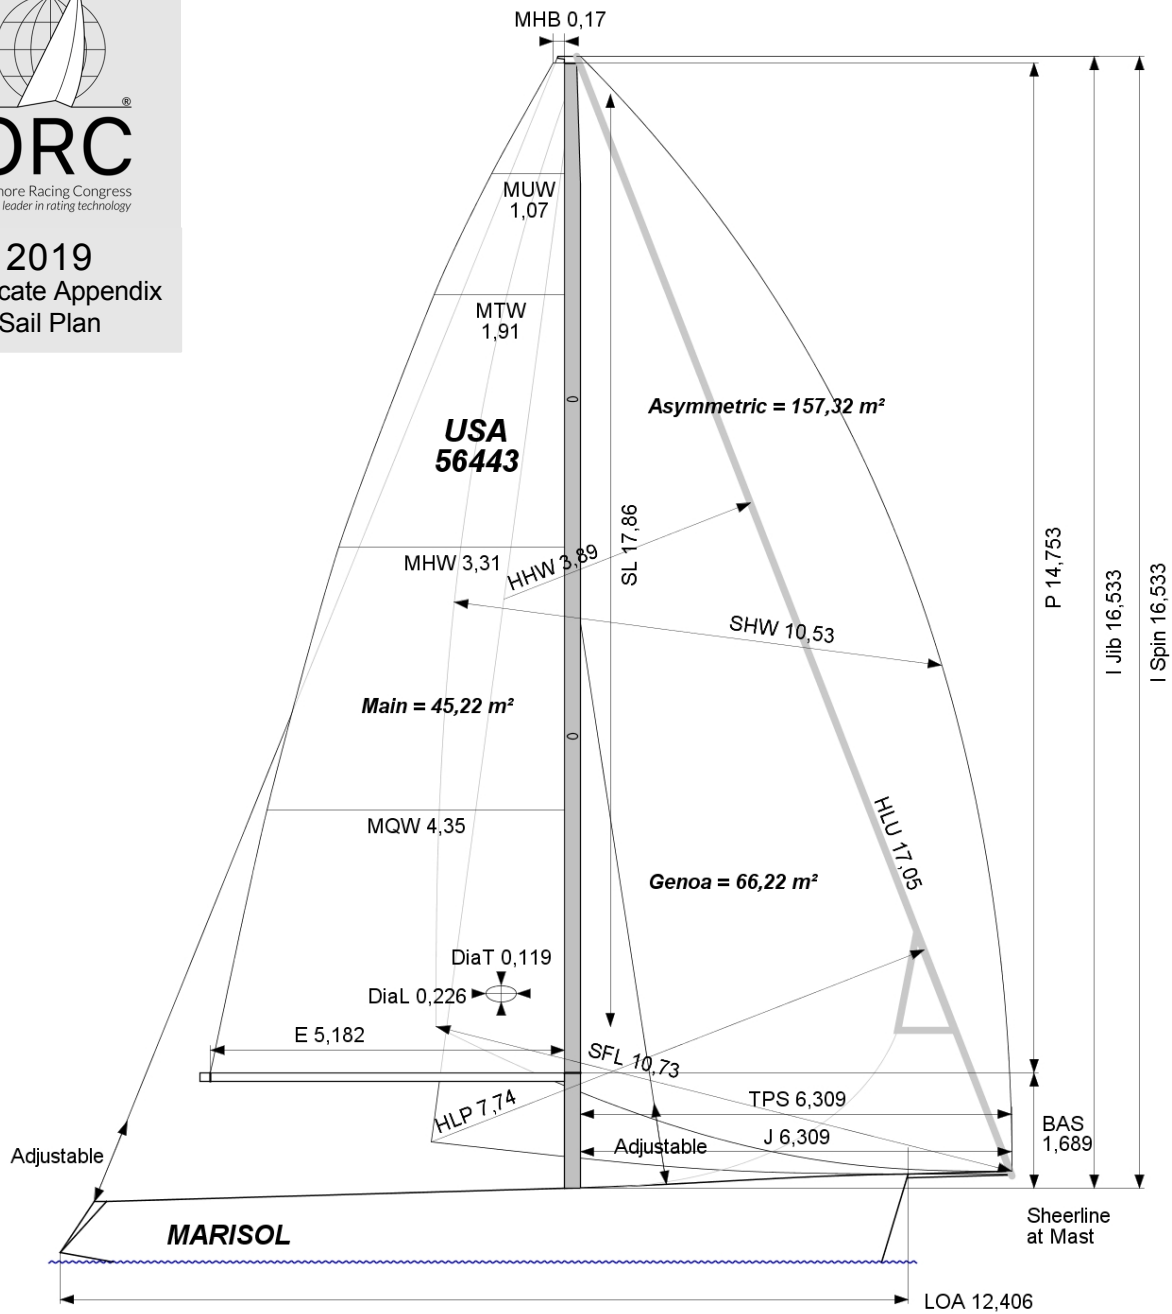 MHB 0,17
®
ORC
nore Racing Congress
leader in rating technology
2019
cate Appendix
Sail Plan
MUW
1,07
MTW
1,91
USA
56443
Asymmetric = 157,32 m²
MHW 3,31
HHW 3,89
SL 17,86
P 14,753
I Jib 16,533
I Spin 16,533
SHW 10,53
Main = 45,22 m²
HLU 17,05
MQW 4,35
Genoa = 66,22 m²
DiaT 0,119
DiaL 0,226
E 5,182
SFL 10,73
HLP 7,74
TPS 6,309
J 6,309
BAS
1,689
Adjustable
Adjustable
MARISOL
Sheerline
at Mast
LOA 12,406